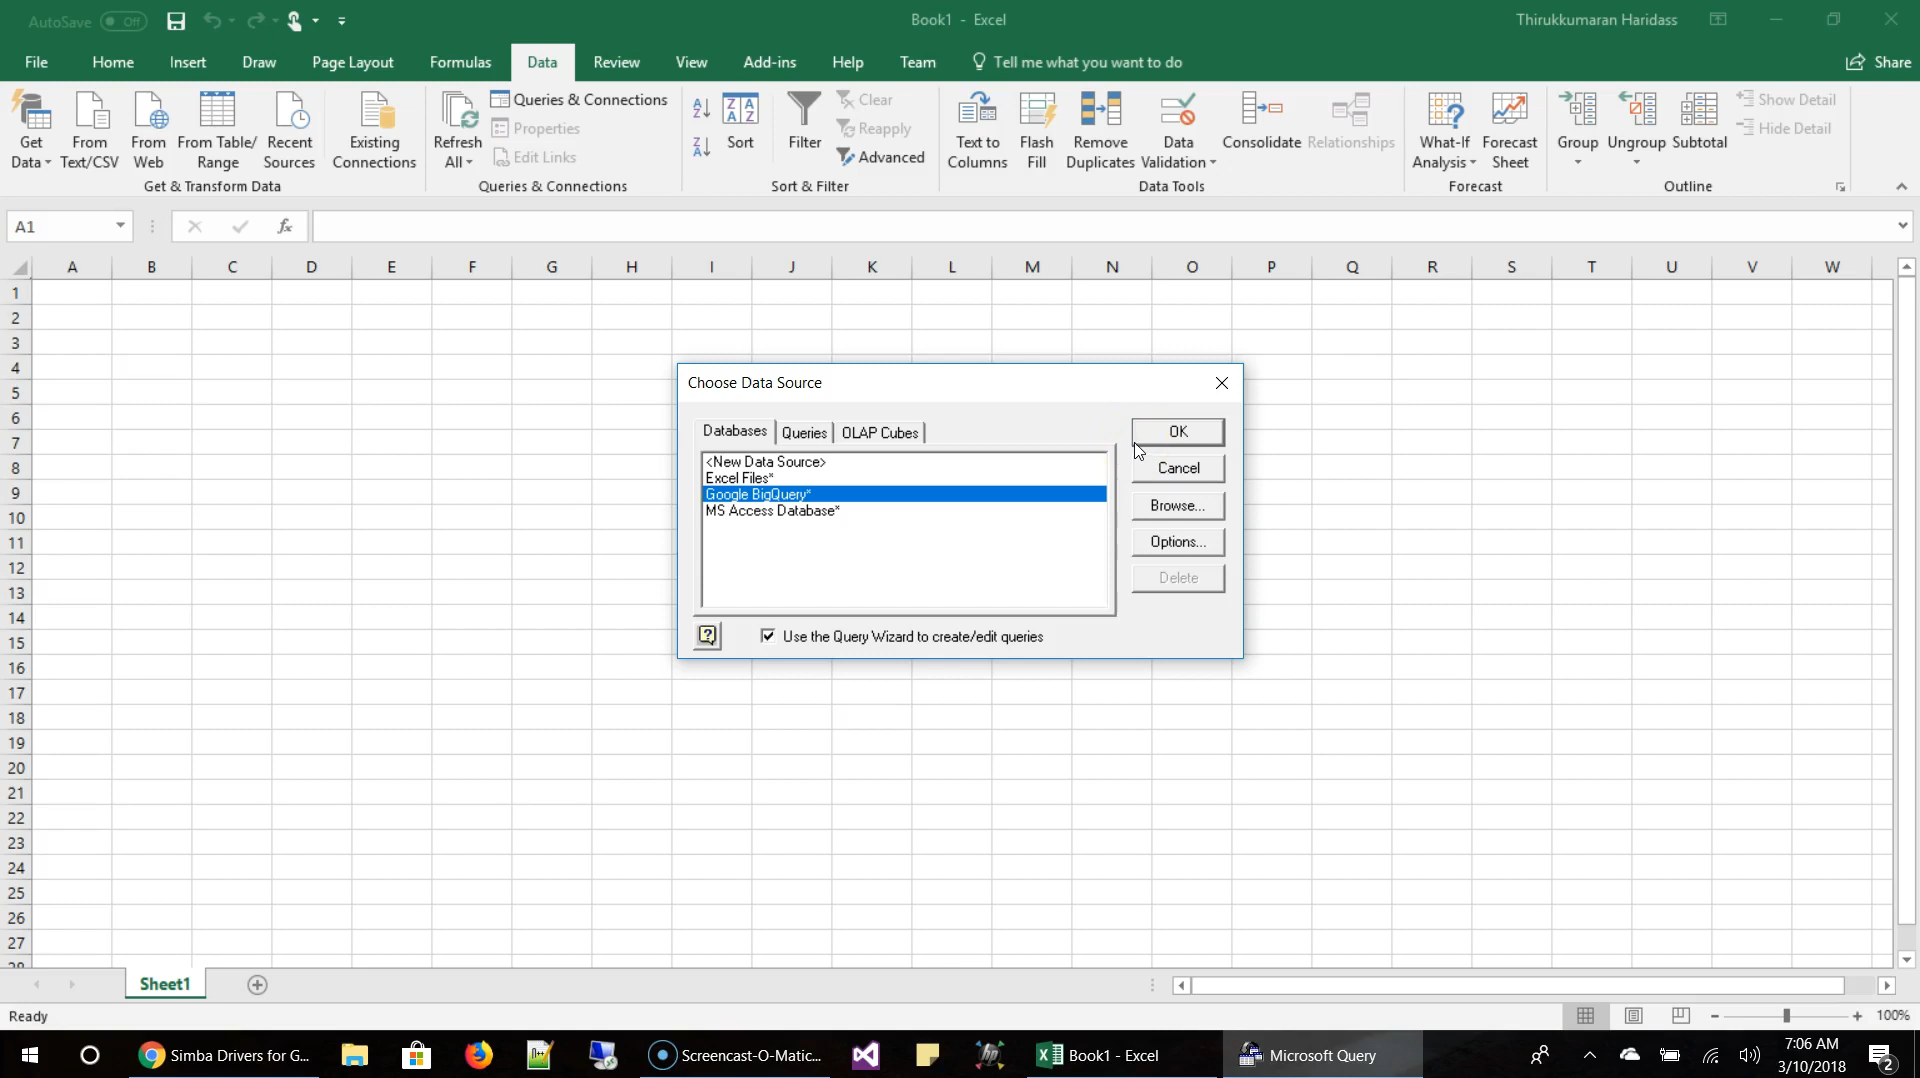 AutoSave Off
Book1 - Excel
Thirukkumaran Haridass
File Home Insert Draw Page Layout Formulas Data Review View Add-ins Help Team Tell me what you want to do Share
Get Data
From Text/CSV
From Web
From Table/ Range
Recent Sources
Existing Connections
Get & Transform Data
Refresh All
Queries & Connections
Properties
Edit Links
Queries & Connections
Sort
Filter
Clear
Reapply
Advanced
Sort & Filter
Text to Columns
Flash Fill
Remove Duplicates
Data Validation
Consolidate
Relationships
Data Tools
What-If Analysis
Forecast Sheet
Forecast
Group
Ungroup
Subtotal
Show Detail
Hide Detail
Outline
A1
fx
A B C D E F G H I J K L M N O P Q R S T U V W
1
2
3
4
5
6
7
8
9
10
11
12
13
14
15
16
17
18
19
20
21
22
23
24
25
26
27
28
Choose Data Source
Databases Queries OLAP Cubes
<New Data Source>
Excel Files*
Google BigQuery*
MS Access Database*
OK
Cancel
Browse...
Options...
Delete
Use the Query Wizard to create/edit queries
Sheet1
Ready
100%
Simba Drivers for G...
Screencast-O-Matic...
Book1 - Excel
Microsoft Query
7:06 AM
3/10/2018
2